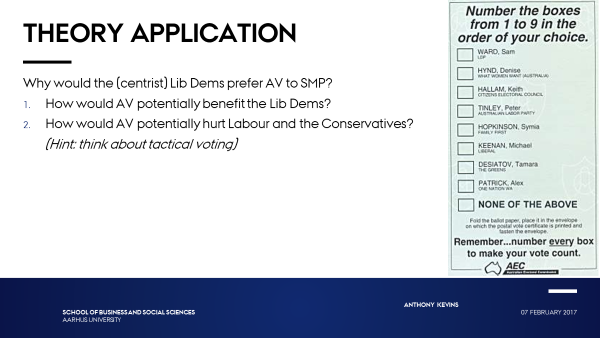 THEORY APPLICATION
Why would the (centrist) Lib Dems prefer AV to SMP?
1. How would AV potentially benefit the Lib Dems?
2. How would AV potentially hurt Labour and the Conservatives?
(Hint: think about tactical voting)
Number the boxes
from 1 to 9 in the
order of your choice.
WARD, Sam
LDP
HYND, Denise
WHAT WOMEN WANT (AUSTRALIA)
HALLAM, Keith
CITIZENS ELECTORAL COUNCIL
TINLEY, Peter
AUSTRALIAN LABOR PARTY
HOPKINSON, Symia
FAMILY FIRST
KEENAN, Michael
LIBERAL
DESIATOV, Tamara
THE GREENS
PATRICK, Alex
ONE NATION WA
NONE OF THE ABOVE
Fold the ballot paper, place it in the envelope
on which the postal vote certificate is printed and
fasten the envelope.
Remember...number every box
to make your vote count.
AEC
Australian Electoral Commission
SCHOOL OF BUSINESS AND SOCIAL SCIENCES
AARHUS UNIVERSITY
ANTHONY KEVINS
07 FEBRUARY 2017